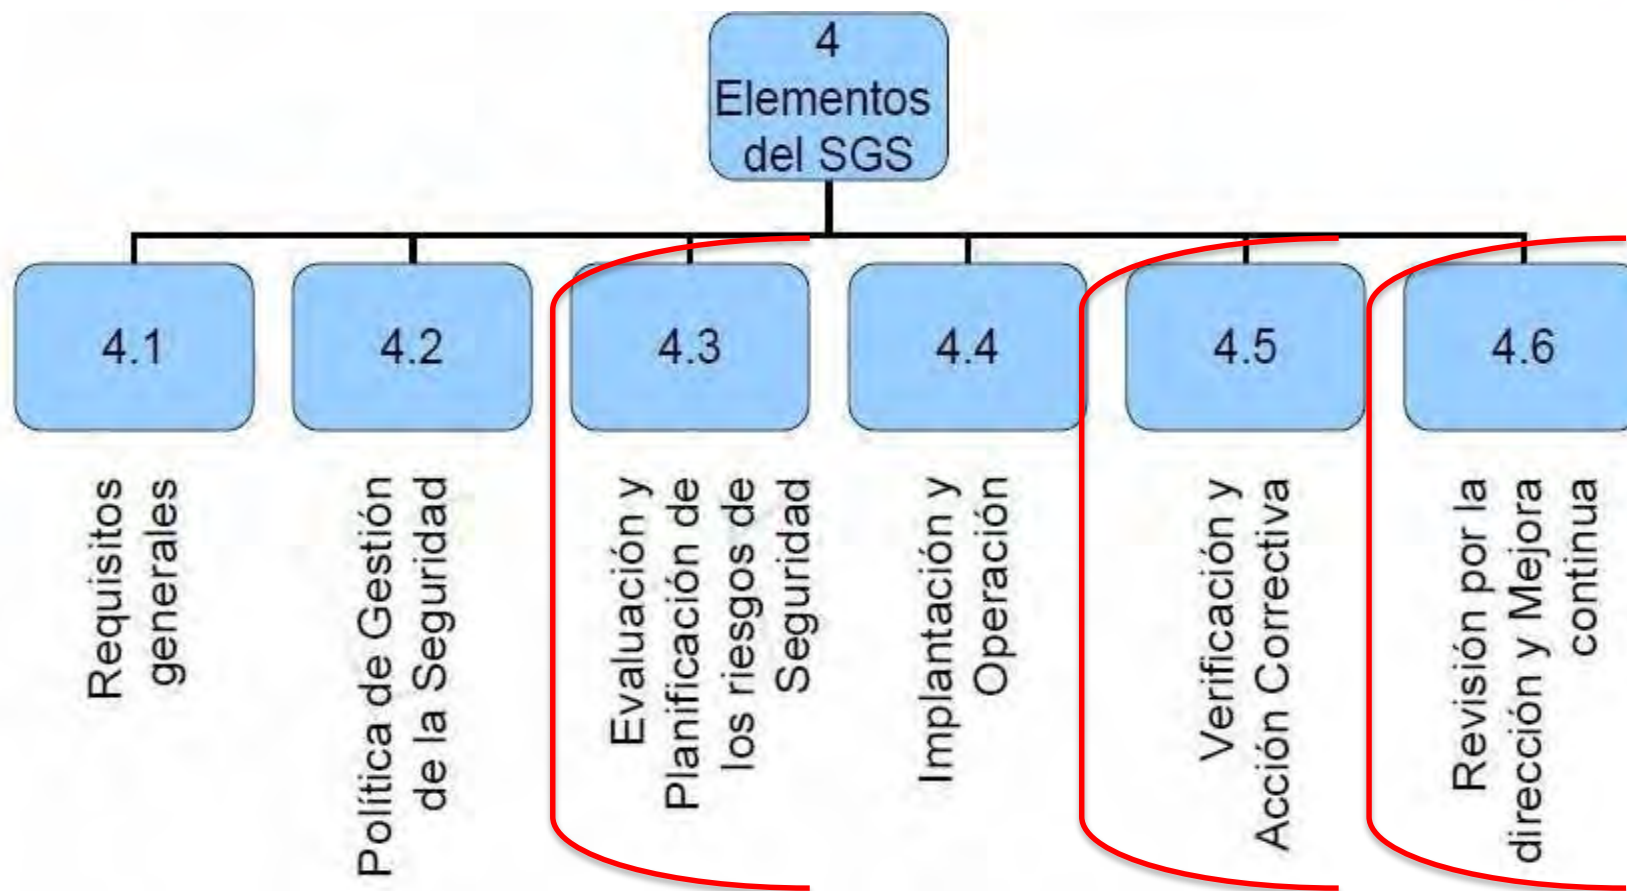 4
Elementos
del SGS
4.1
4.2
4.3
4.4
4.5
4.6
Requisitos
generales
Política de Gestión
de la Seguridad
Evaluación y
Planificación de
los riesgos de
Seguridad
Implantación y
Operación
Verificación y
Acción Correctiva
Revisión por la
dirección y Mejora
continua